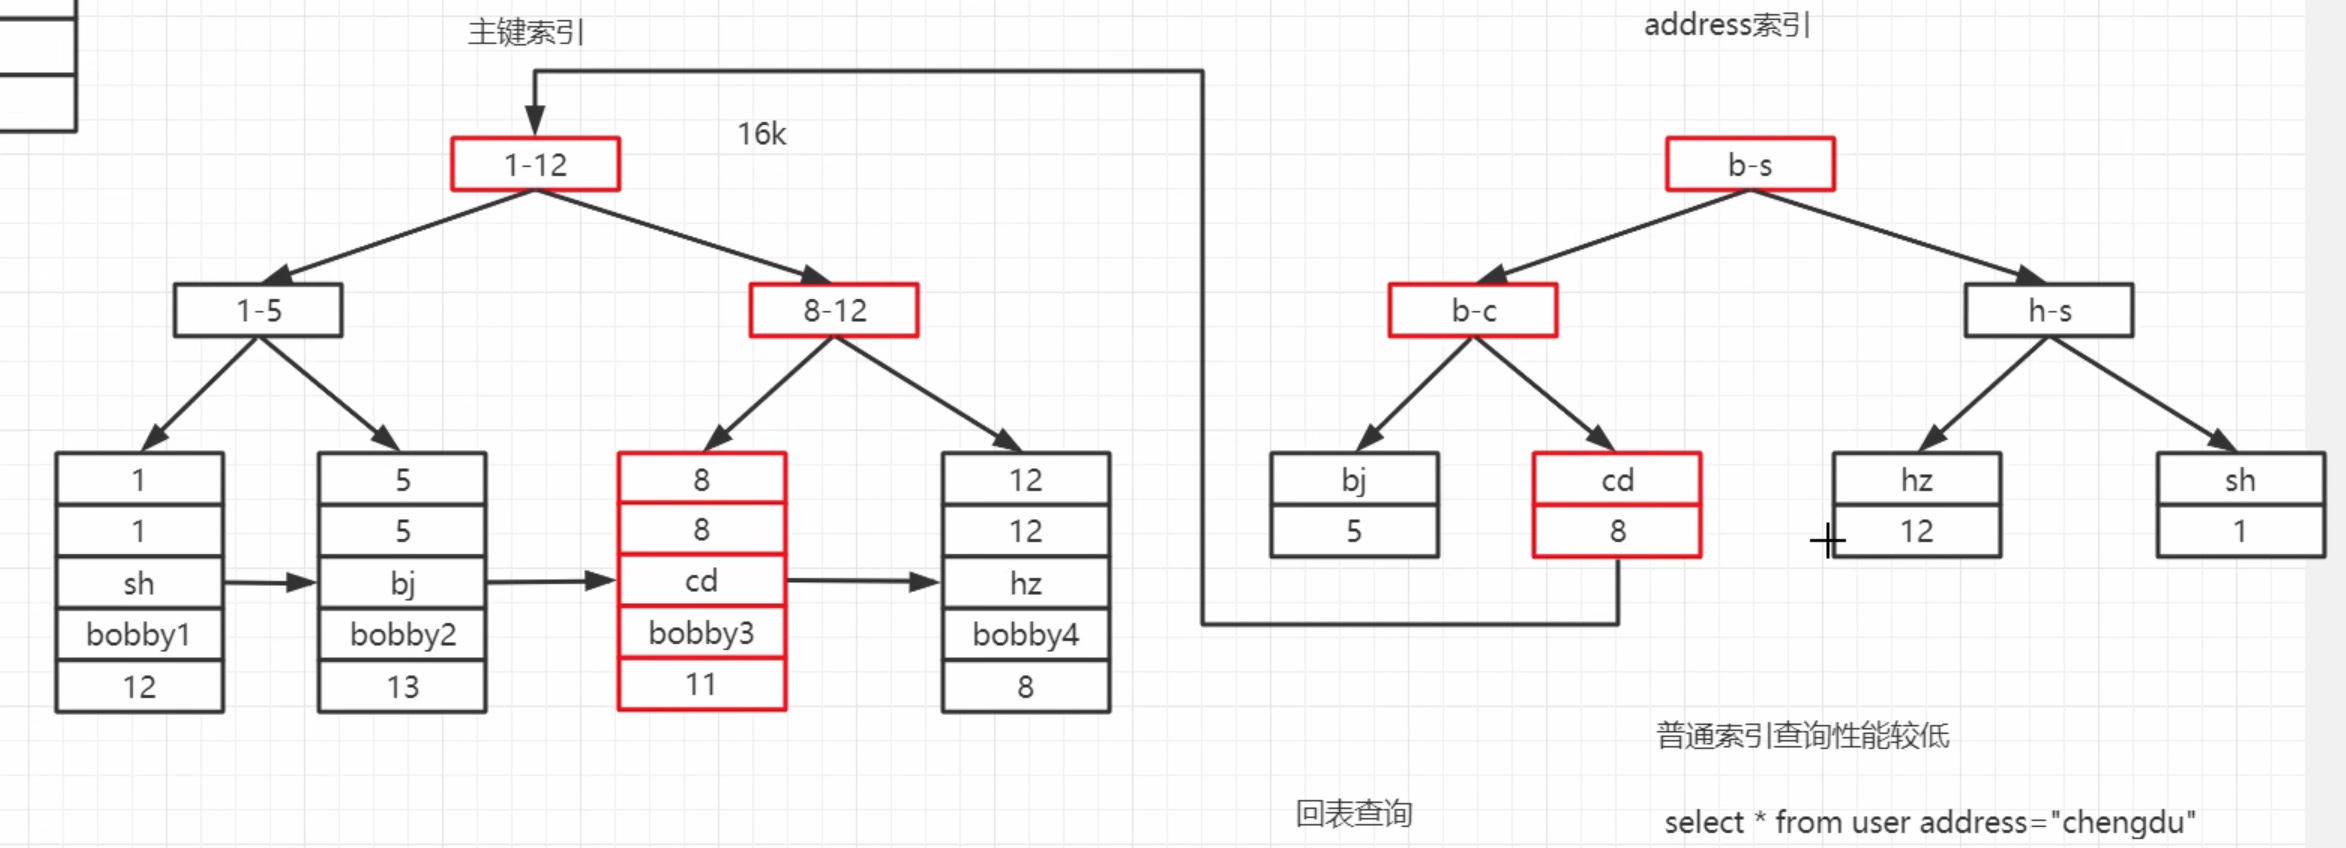 主键索引
address索引
16k
1-12
b-s
1-5
8-12
b-c
h-s
1
5
8
12
bj
cd
hz
sh
1
5
8
12
5
8
12
1
sh
bj
cd
hz
bobby1
bobby2
bobby3
bobby4
12
13
11
8
普通索引查询性能较低
回表查询
select * from user address="chengdu"